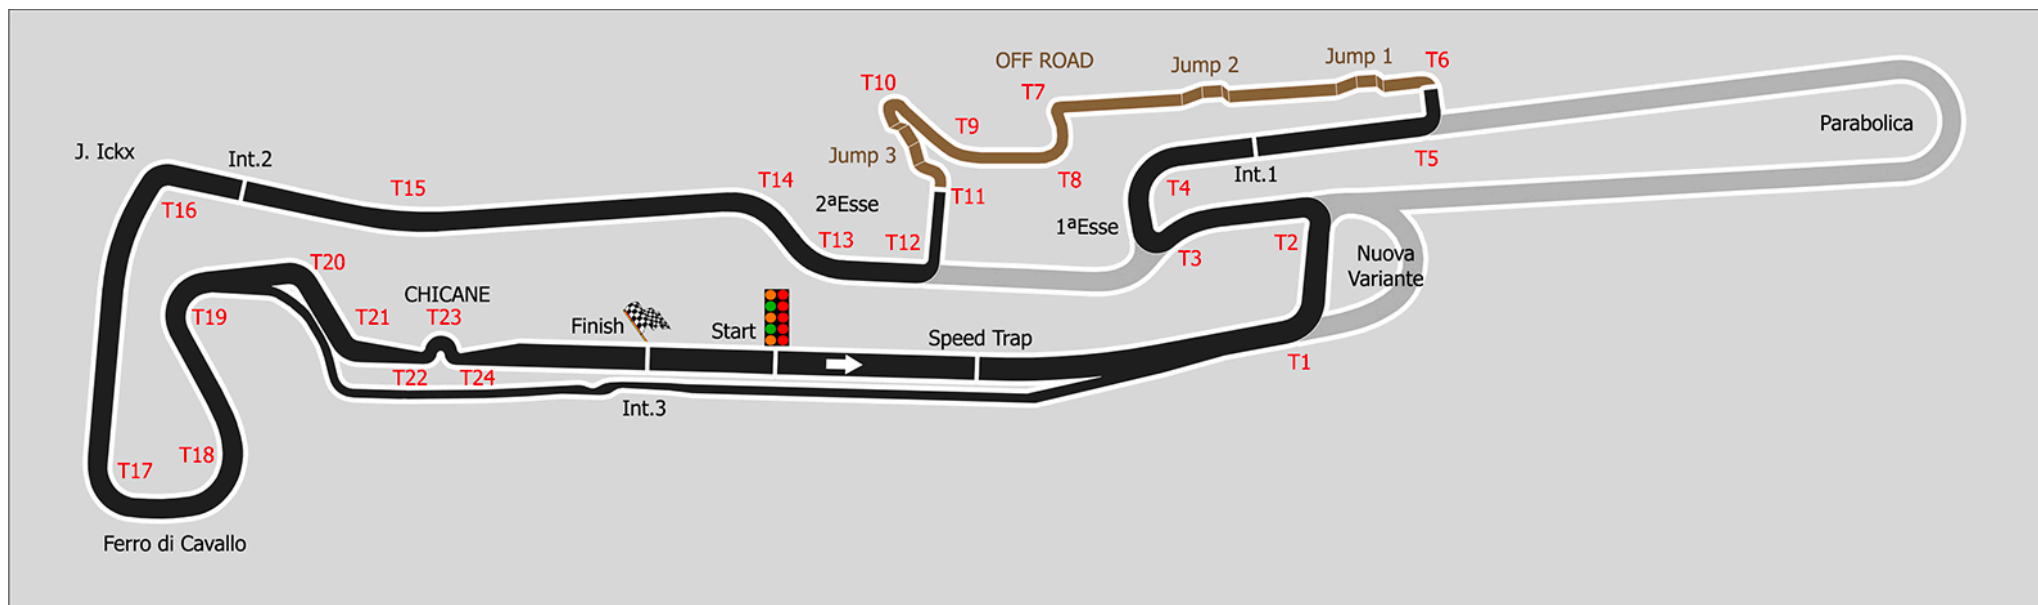 T6
Jump 1
OFF ROAD
Jump 2
T10
T7
Parabolica
T9
J. Ickx
Int.2
Jump 3
T5
T8
Int.1
T4
T15
T14
T11
2ªEsse
T16
1ªEsse
T13
T12
T2
T3
Nuova
Variante
T20
CHICANE
T19
T21
T23
Finish
Start
Speed Trap
T1
T22
T24
Int.3
T18
T17
Ferro di Cavallo